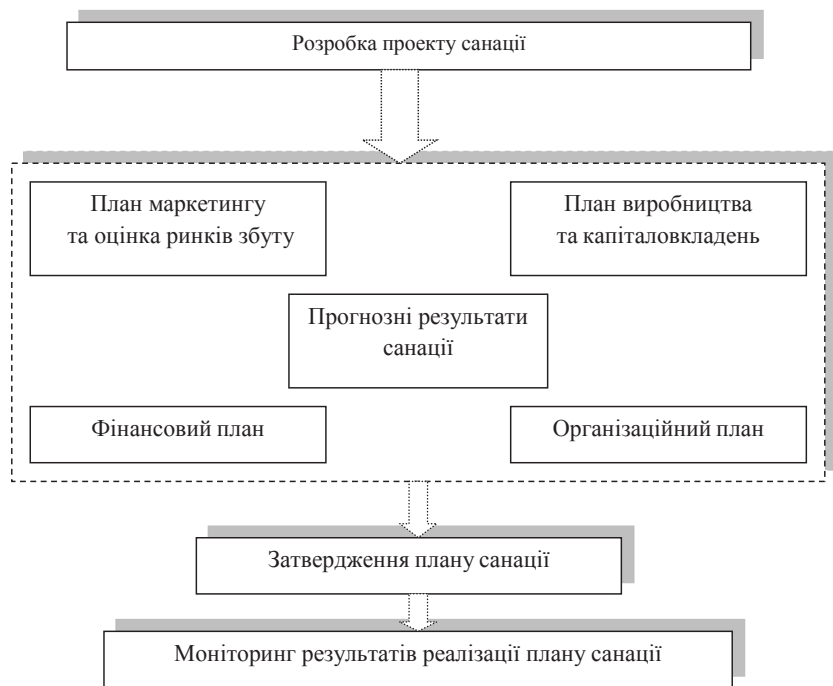 Розробка проекту санації
План маркетингу
та оцінка ринків збуту
План виробництва
та капіталовкладень
Прогнозні результати
санації
Фінансовий план
Організаційний план
Затвердження плану санації
Моніторинг результатів реалізації плану санації